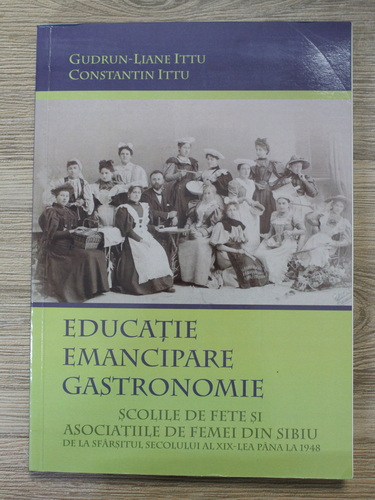 Gudrun-Liane Ittu
Constantin Ittu
Educație
Emancipare
Gastronomie
Școlile de fete și
Asociațiile de femei din Sibiu
de la sfârșitul secolului al XIX-lea până la 1948